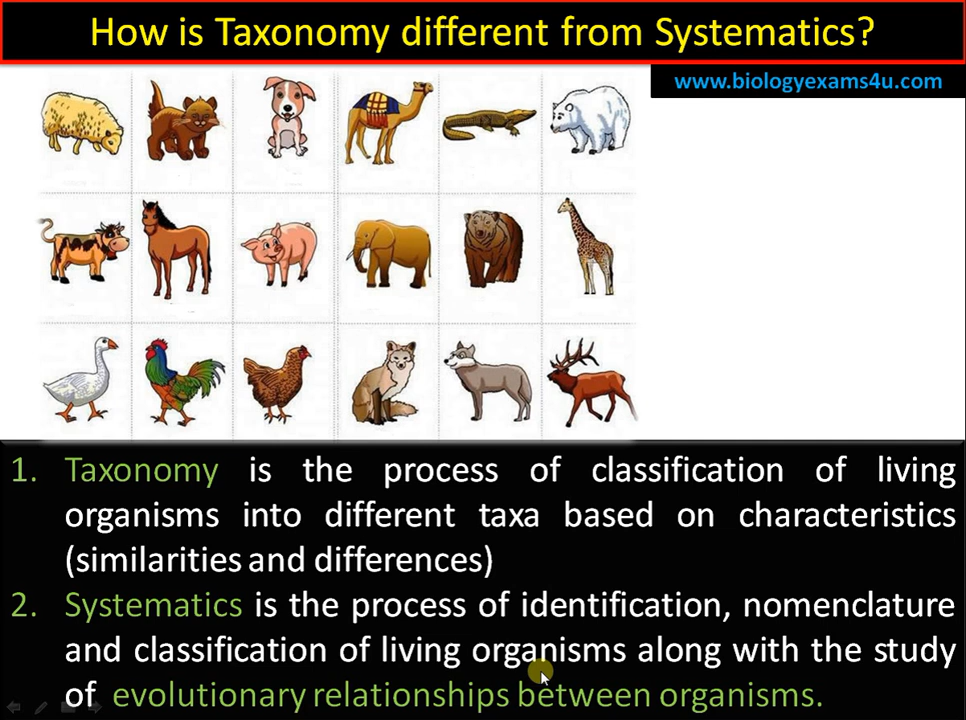 How is Taxonomy different from Systematics?
www.biologyexams4u.com
1. Taxonomy is the process of classification of living
organisms into different taxa based on characteristics
(similarities and differences)
2. Systematics is the process of identification, nomenclature
and classification of living organisms along with the study
of evolutionary relationships between organisms.